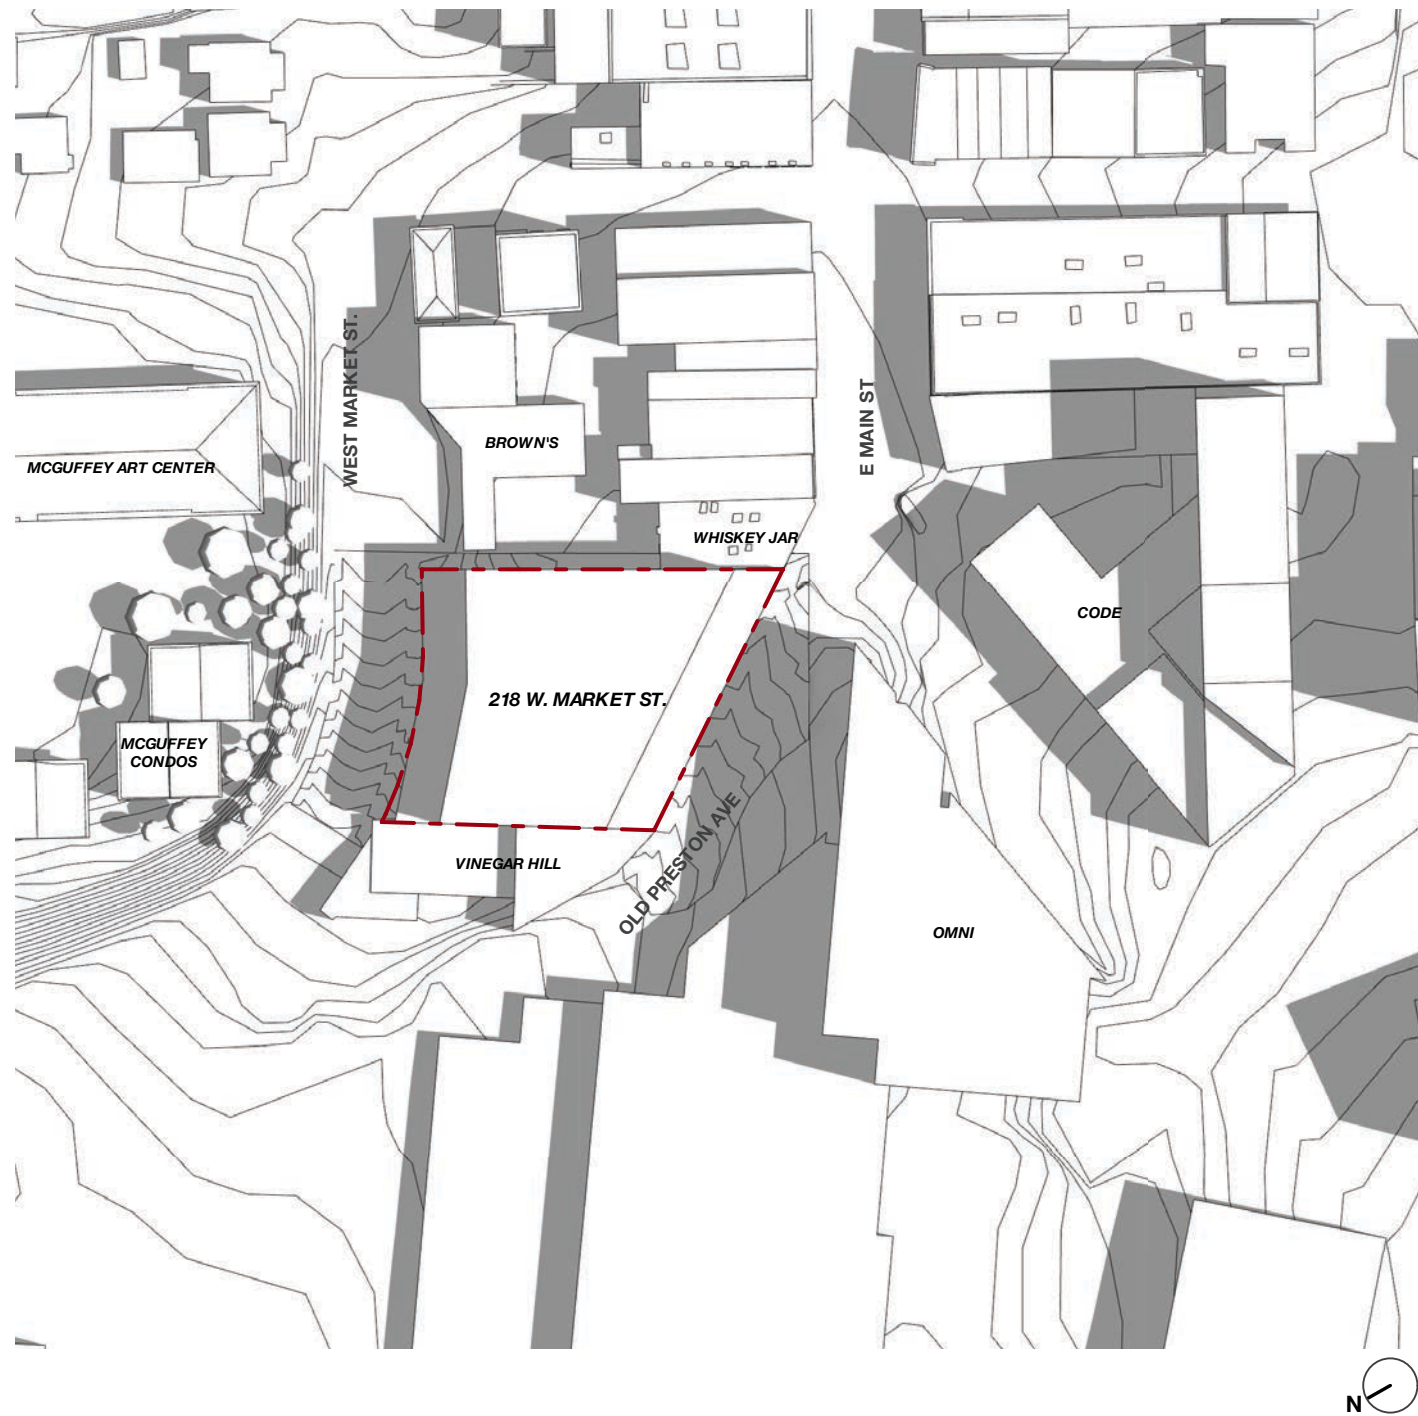 WEST MARKET ST.
E MAIN ST
BROWN'S
MCGUFFEY ART CENTER
WHISKEY JAR
CODE
218 W. MARKET ST.
MCGUFFEY
CONDOS
VINEGAR HILL
OLD PRESTON AVE
OMNI
N